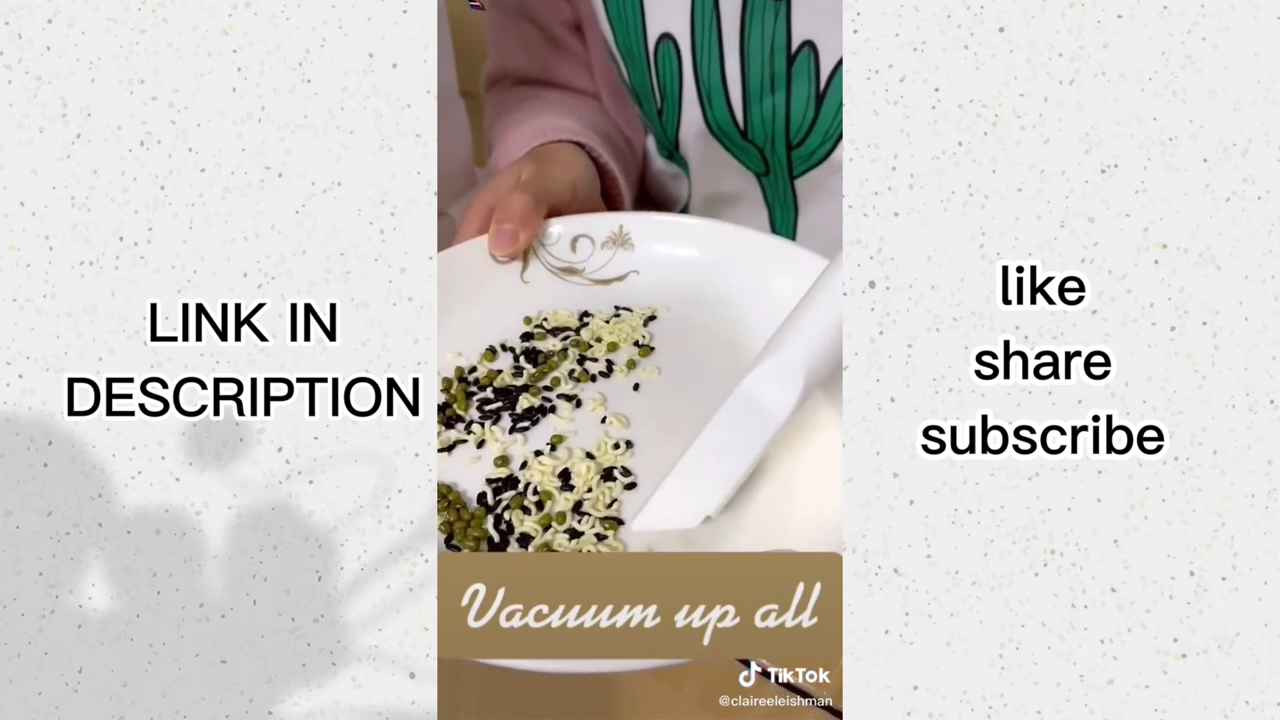 LINK IN
DESCRIPTION
Vacuum up all
TikTok
@claireeleishman
like
share
subscribe